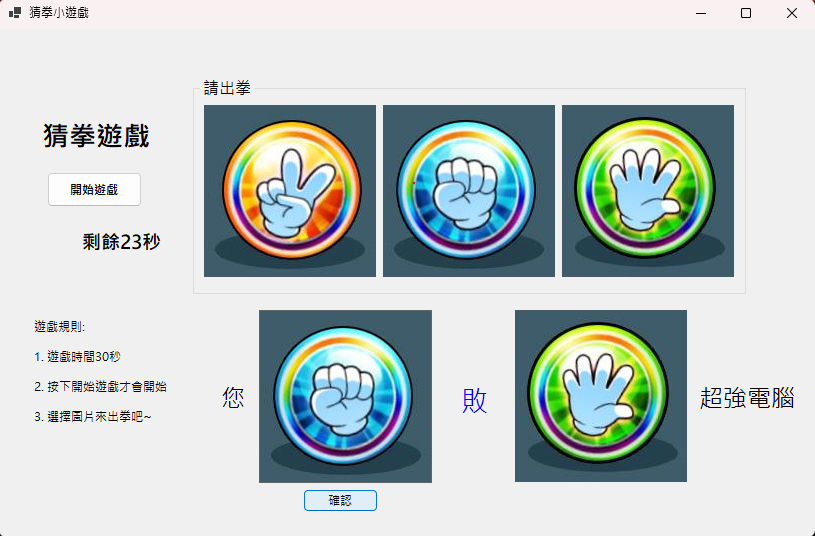 猜拳小遊戲
請出拳
猜拳遊戲
開始遊戲
剩餘23秒
遊戲規則:
1. 遊戲時間30秒
2. 按下開始遊戲才會開始
3. 選擇圖片來出拳吧~
您
敗
超強電腦
確認